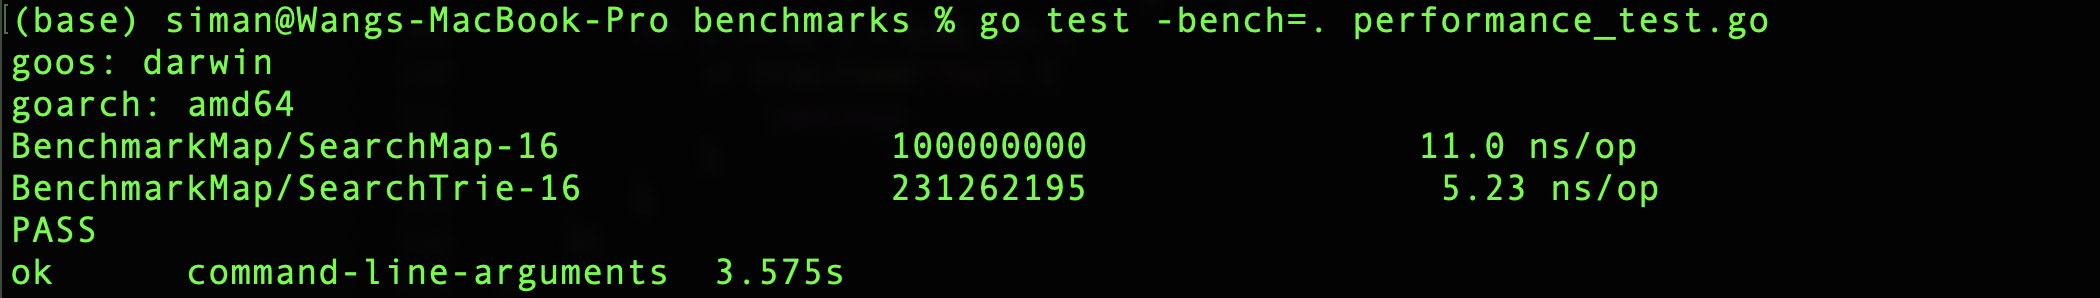 (base) siman@Wangs-MacBook-Pro benchmarks % go test -bench=. performance_test.go
goos: darwin
goarch: amd64
BenchmarkMap/SearchMap-16 100000000 11.0 ns/op
BenchmarkMap/SearchTrie-16 231262195 5.23 ns/op
PASS
ok command-line-arguments 3.575s